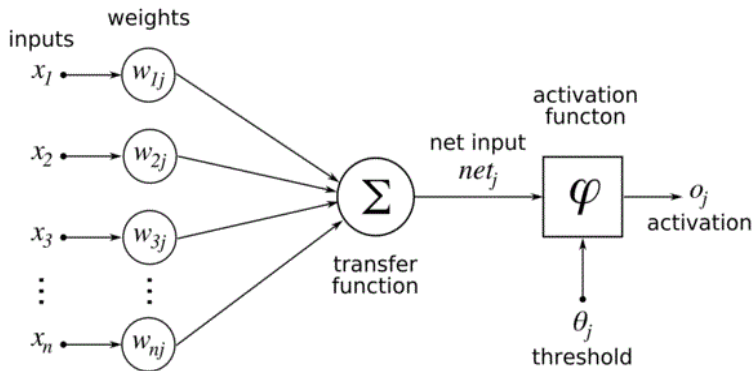 weights
inputs
x1
w1j
activation
functon
x2
w2j
net input
netj
Σ
φ
oj
activation
x3
w3j
transfer
function
⋮
⋮
θj
threshold
xn
wnj